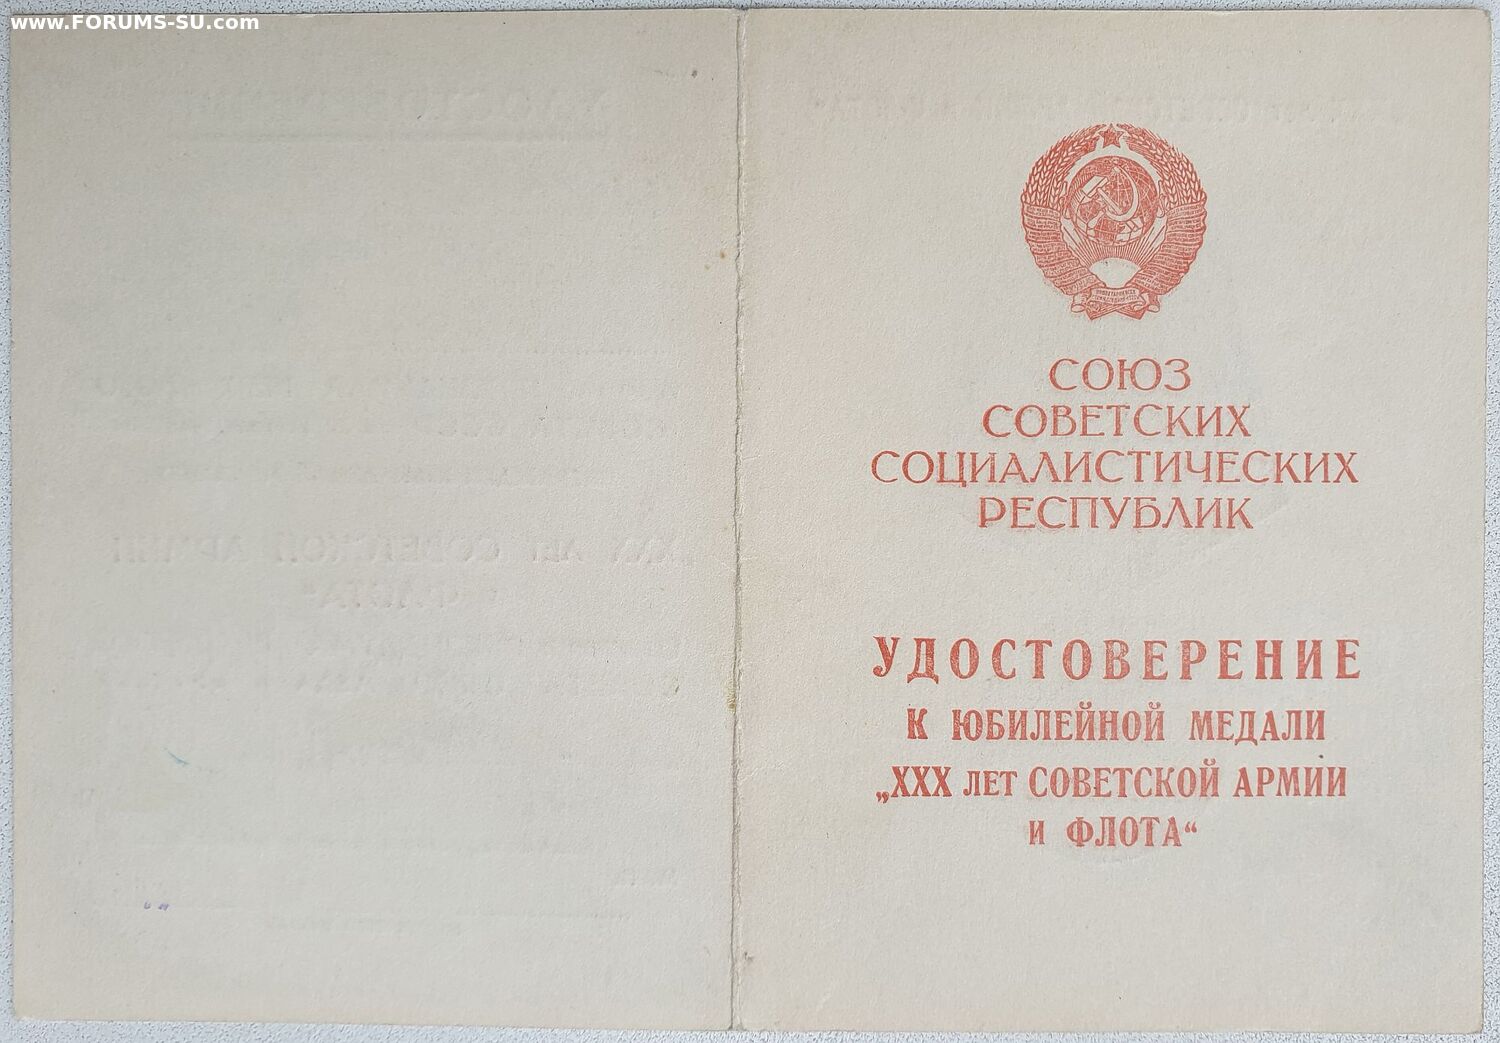 www.FORUMS-SU.com
СОЮЗ
СОВЕТСКИХ
СОЦИАЛИСТИЧЕСКИХ
РЕСПУБЛИК
УДОСТОВЕРЕНИЕ
К ЮБИЛЕЙНОЙ МЕДАЛИ
„XXX ЛЕТ СОВЕТСКОЙ АРМИИ
И ФЛОТА“